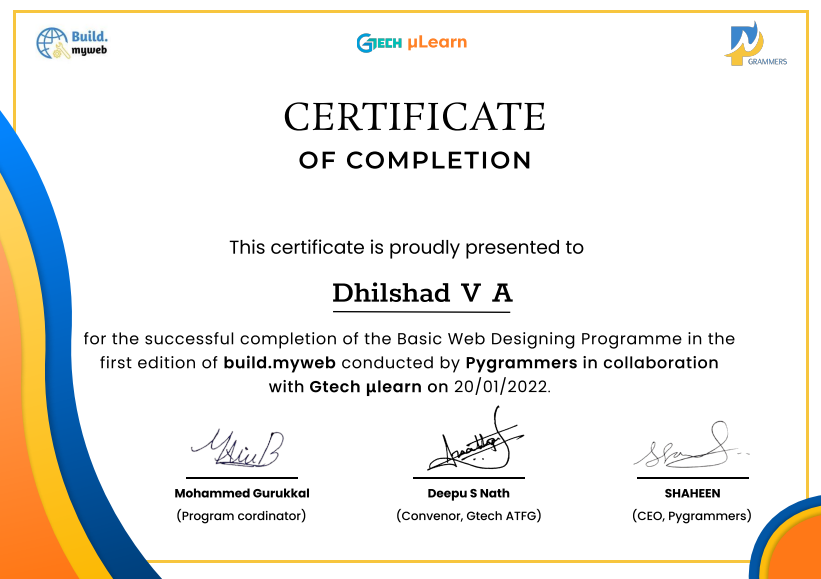 Build.
myweb
GTECH µLearn
GRAMMERS
CERTIFICATE
OF COMPLETION
This certificate is proudly presented to
Dhilshad V A
for the successful completion of the Basic Web Designing Programme in the
first edition of build.myweb conducted by Pygrammers in collaboration
with Gtech µlearn on 20/01/2022.
Mohammed Gurukkal
(Program cordinator)
Deepu S Nath
(Convenor, Gtech ATFG)
SHAHEEN
(CEO, Pygrammers)